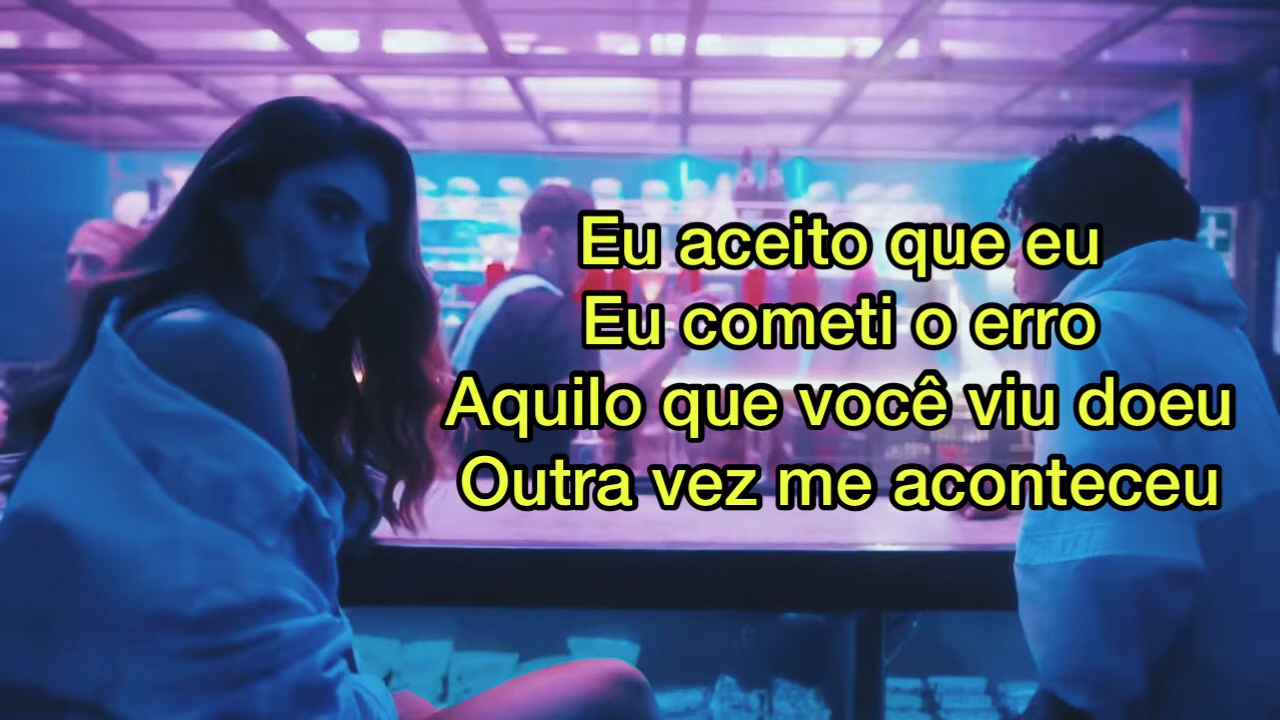 Eu aceito que eu
Eu cometi o erro
Aquilo que você viu doeu
Outra vez me aconteceu